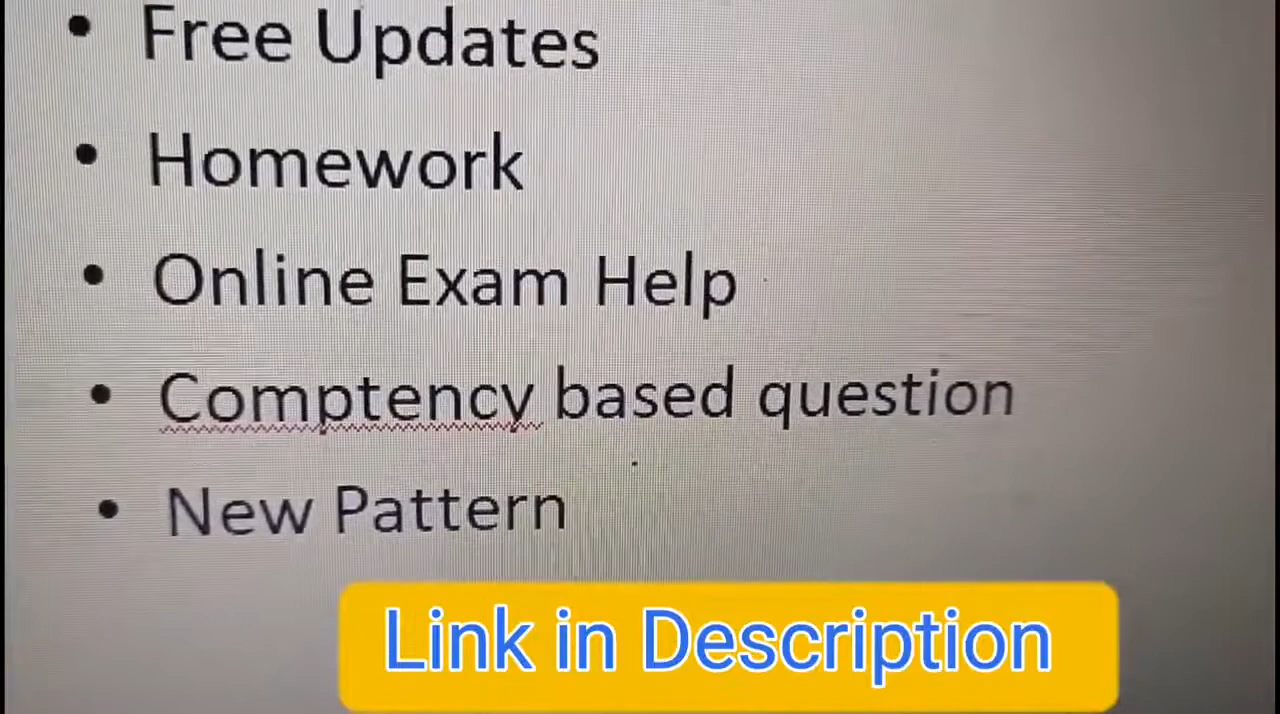 • Free Updates
• Homework
• Online Exam Help
• Comptency based question
• New Pattern
Link in Description